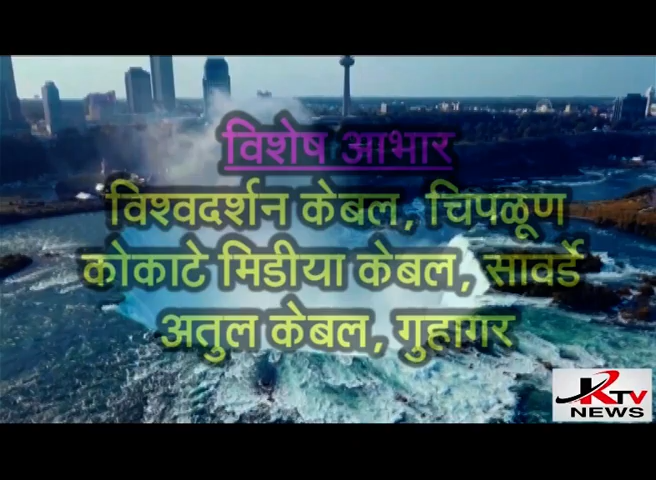 विशेष आभार
विश्वदर्शन केबल, चिपळूण
कोकाटे मिडीया केबल, सावर्डे
अतुल केबल, गुहागर
JKTV
NEWS